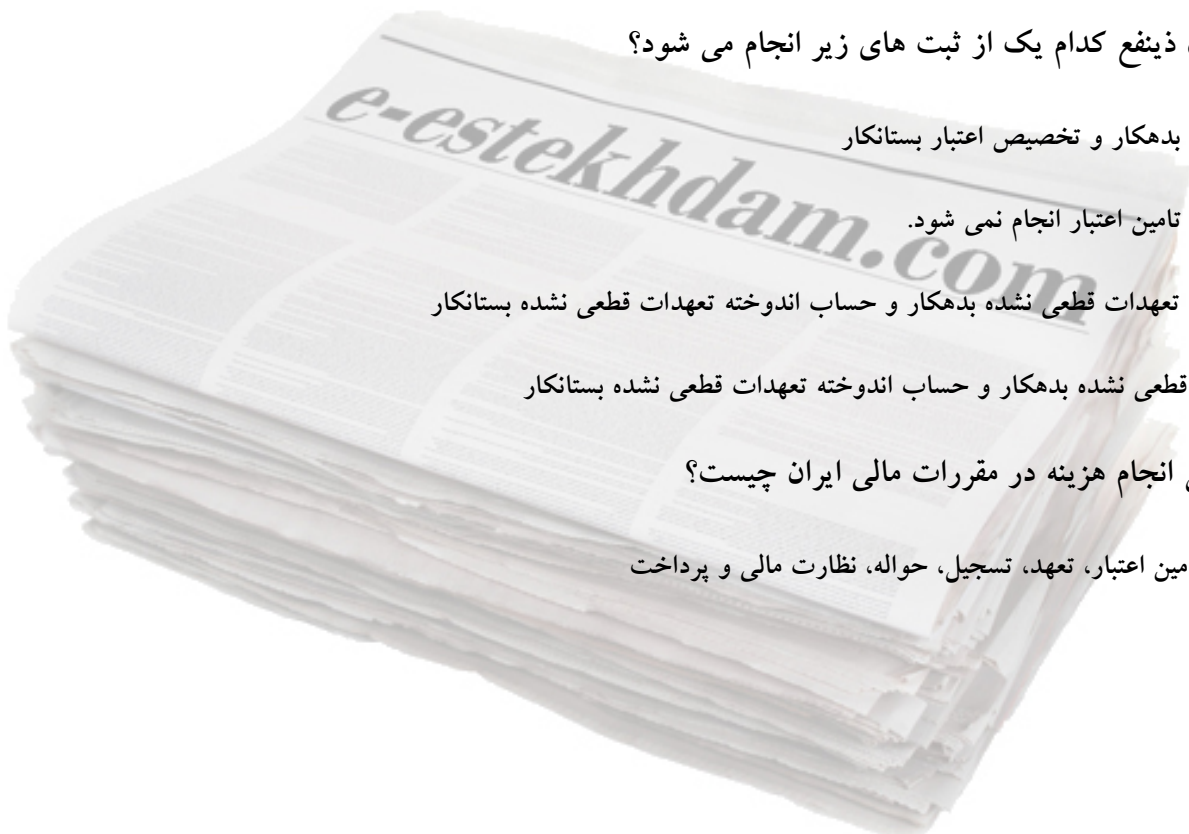 ذینفع کدام یک از ثبت های زیر انجام می شود؟
e-estekhdam.com
بدهکار و تخصیص اعتبار بستانکار
تامین اعتبار انجام نمی شود.
تعهدات قطعی نشده بدهکار و حساب اندوخته تعهدات قطعی نشده بستانکار
قطعی نشده بدهکار و حساب اندوخته تعهدات قطعی نشده بستانکار
انجام هزینه در مقررات مالی ایران چیست؟
مین اعتبار، تعهد، تسجیل، حواله، نظارت مالی و پرداخت